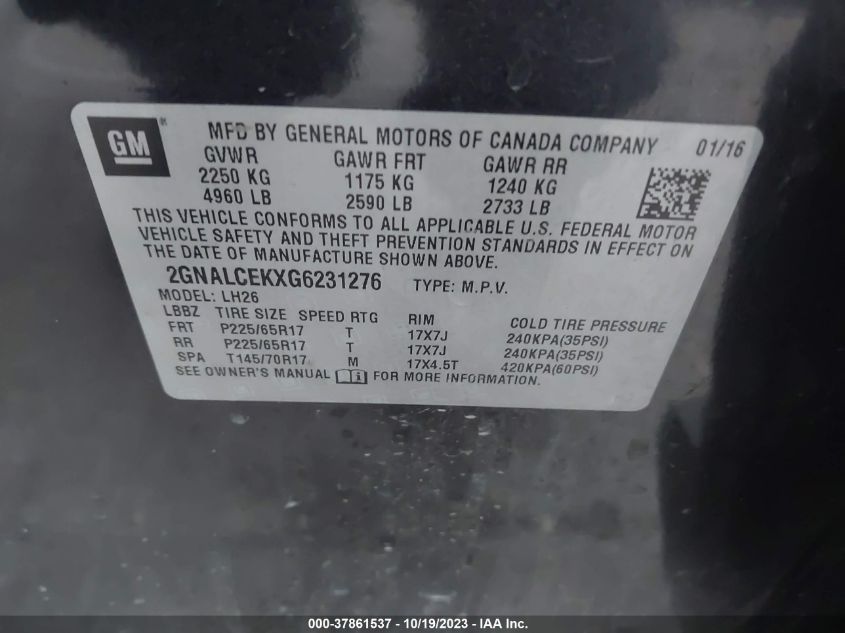 GM ®
MFD BY GENERAL MOTORS OF CANADA COMPANY 01/16
GVWR GAWR FRT GAWR RR
2250 KG 1175 KG 1240 KG
4960 LB 2590 LB 2733 LB
THIS VEHICLE CONFORMS TO ALL APPLICABLE U.S. FEDERAL MOTOR
VEHICLE SAFETY AND THEFT PREVENTION STANDARDS IN EFFECT ON
THE DATE OF MANUFACTURE SHOWN ABOVE.
2GNALCEKXG6231276 TYPE: M.P.V.
MODEL: LH26
LBBZ TIRE SIZE SPEED RTG RIM COLD TIRE PRESSURE
FRT P225/65R17 T 17X7J 240KPA(35PSI)
RR P225/65R17 T 17X7J 240KPA(35PSI)
SPA T145/70R17 M 17X4.5T 420KPA(60PSI)
SEE OWNER'S MANUAL FOR MORE INFORMATION.
000-37861537 - 10/19/2023 - IAA, Inc.